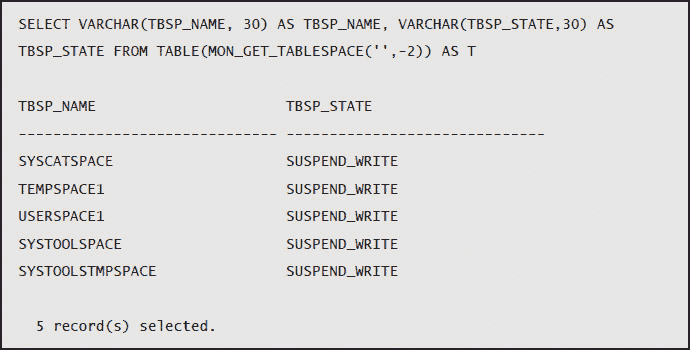 SELECT VARCHAR(TBSP_NAME, 30) AS TBSP_NAME, VARCHAR(TBSP_STATE,30) AS
TBSP_STATE FROM TABLE(MON_GET_TABLESPACE('',-2)) AS T
TBSP_NAME                      TBSP_STATE
------------------------------ ------------------------------
SYSCATSPACE                    SUSPEND_WRITE
TEMPSPACE1                     SUSPEND_WRITE
USERSPACE1                     SUSPEND_WRITE
SYSTOOLSPACE                   SUSPEND_WRITE
SYSTOOLSTMPSPACE               SUSPEND_WRITE
5 record(s) selected.